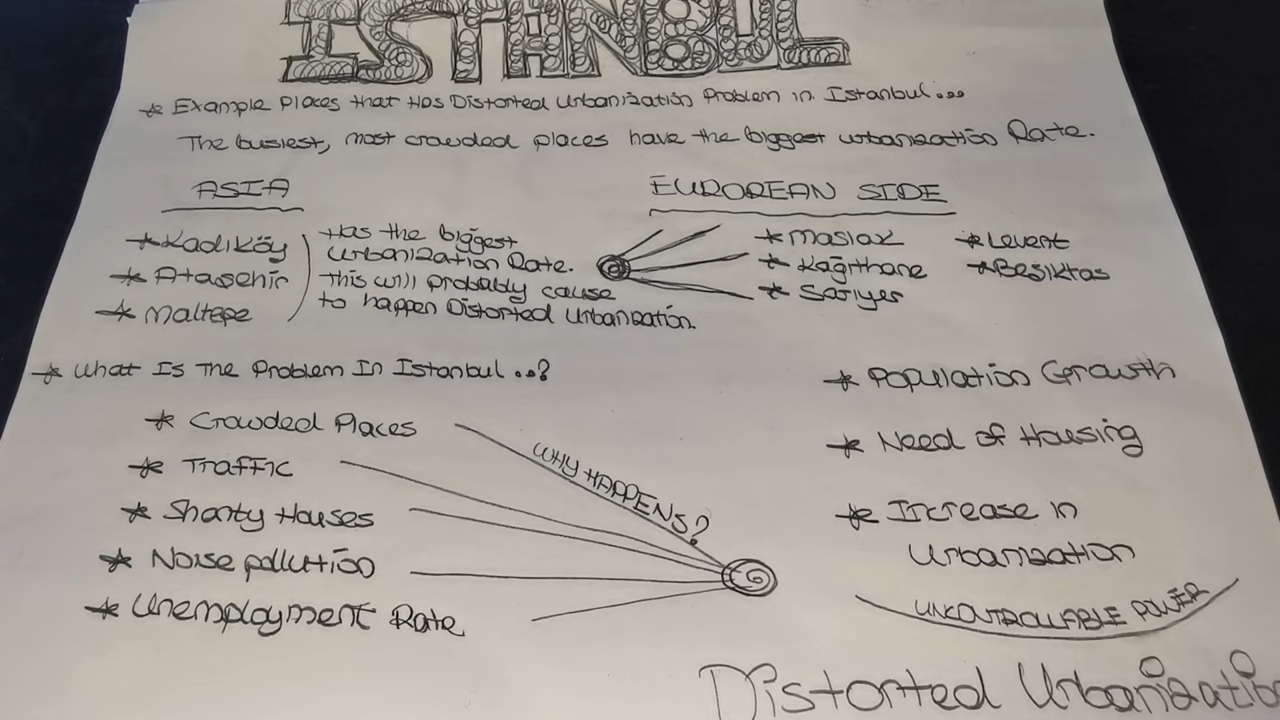 ISTANBUL
* Example Places that Has Distorted Urbanization Problem in Istanbul...
The busiest, most crowded places have the biggest urbanization Rate.
ASIA
* Kadıköy
* Atasehir
* Maltepe
Has the biggest
Urbanization Rate.
This will probably cause
to happen Distorted Urbanization.
EUROPEAN SIDE
* Maslak
* Kağıthane
* Sarıyer
* Levent
* Beşiktas
* What Is The Problem In Istanbul...?
* Crowded Places
* Traffic
* Shanty Houses
* Noise pollution
* Unemployment Rate
WHY HAPPENS?
* Population Growth
* Need of Housing
* Increase in
Urbanization
UNCONTROLLABLE POWER
Distorted Urbanizatio